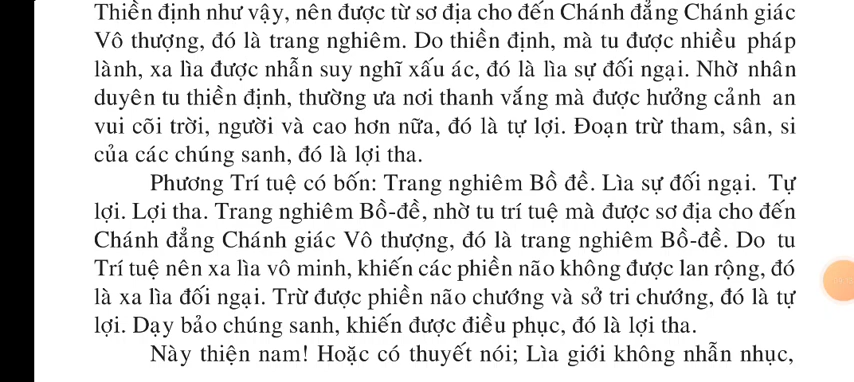 Thiền định như vậy, nên được từ sơ địa cho đến Chánh đẳng Chánh giác
Vô thượng, đó là trang nghiêm. Do thiền định, mà tu được nhiều pháp
lành, xa lìa được nhẫn suy nghĩ xấu ác, đó là lìa sự đối ngại. Nhờ nhân
duyên tu thiền định, thường ưa nơi thanh vắng mà được hưởng cảnh an
vui cõi trời, người và cao hơn nữa, đó là tự lợi. Đoạn trừ tham, sân, si
của các chúng sanh, đó là lợi tha.
Phương Trí tuệ có bốn: Trang nghiêm Bồ đề. Lìa sự đối ngại. Tự
lợi. Lợi tha. Trang nghiêm Bồ-đề, nhờ tu trí tuệ mà được sơ địa cho đến
Chánh đẳng Chánh giác Vô thượng, đó là trang nghiêm Bồ-đề. Do tu
Trí tuệ nên xa lìa vô minh, khiến các phiền não không được lan rộng, đó
là xa lìa đối ngại. Trừ được phiền não chướng và sở tri chướng, đó là tự
lợi. Dạy bảo chúng sanh, khiến được điều phục, đó là lợi tha.
Này thiện nam! Hoặc có thuyết nói; Lìa giới không nhẫn nhục,